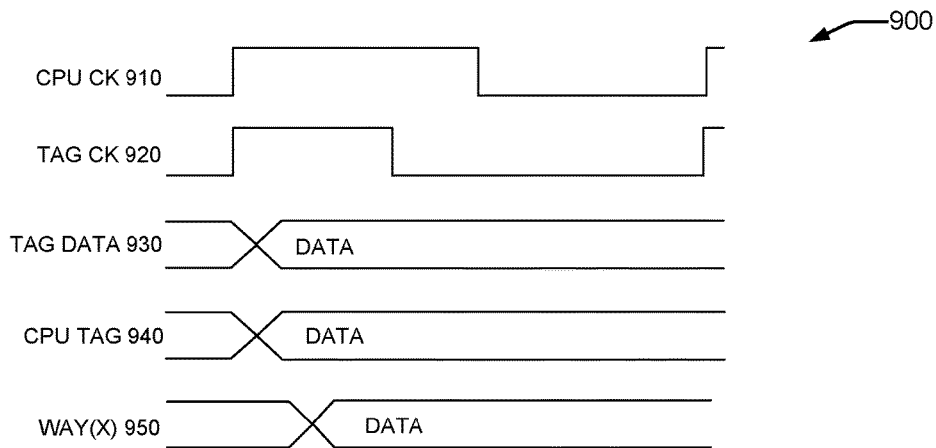 900
CPU CK 910
TAG CK 920
TAG DATA 930 DATA
CPU TAG 940 DATA
WAY(X) 950 DATA